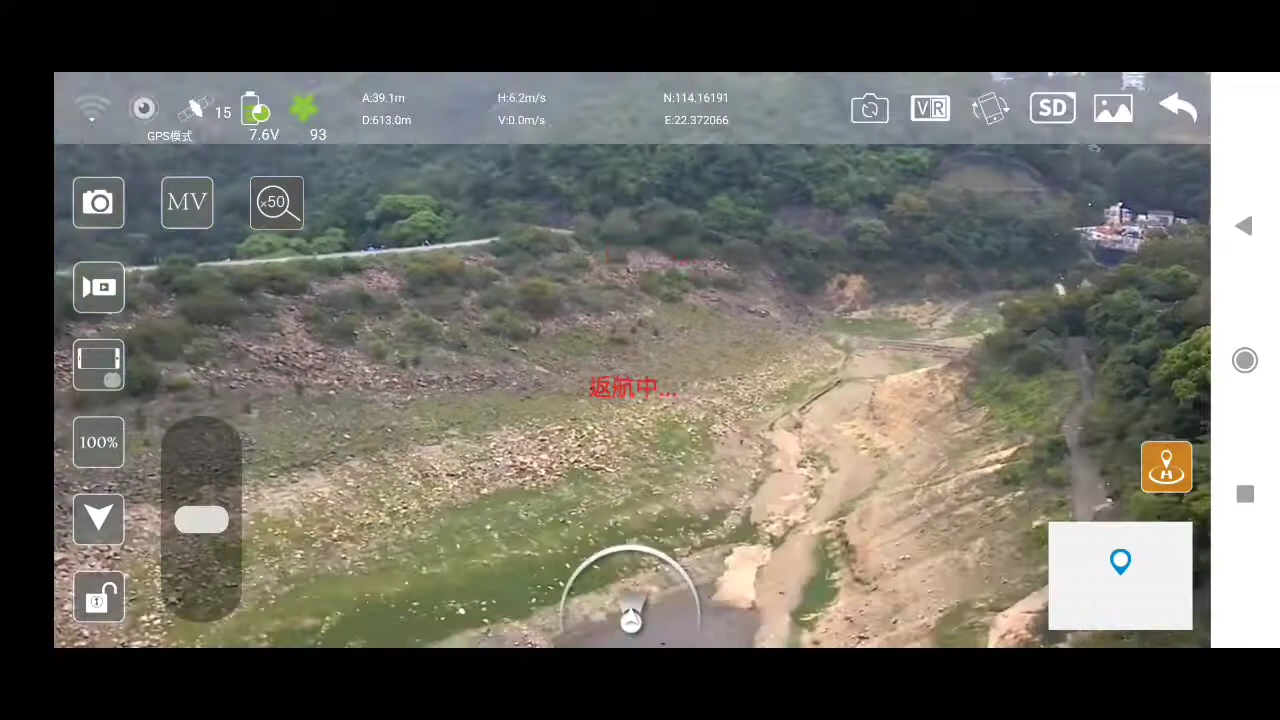 15
GPS模式
7.6V
93
A:39.1m
D:613.0m
H:6.2m/s
V:0.0m/s
N:114.16191
E:22.372066
VR
SD
MV
×50
返航中...
100%
H